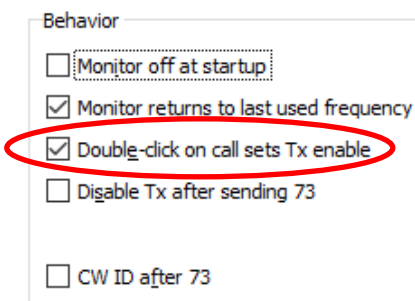 Behavior
Monitor off at startup
Monitor returns to last used frequency
Double-click on call sets Tx enable
Disable Tx after sending 73
CW ID after 73